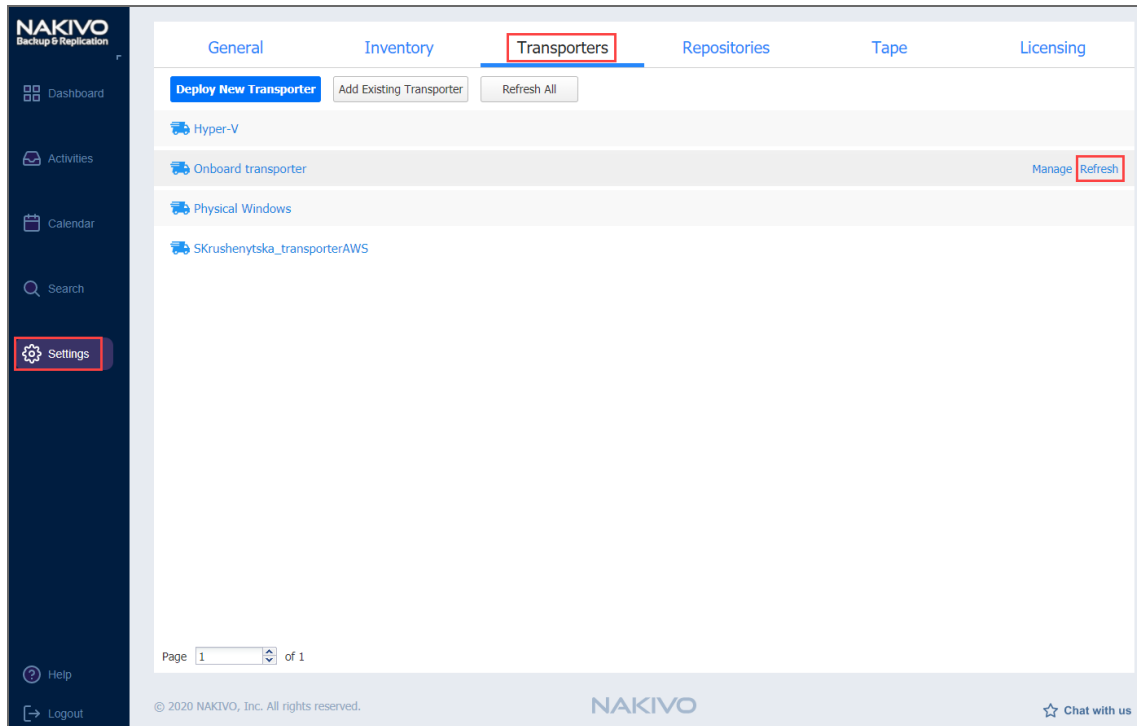 NAKIVO
Backup & Replication
General Inventory Transporters Repositories Tape Licensing
Deploy New Transporter Add Existing Transporter Refresh All
Dashboard
Hyper-V
Activities
Onboard transporter Manage Refresh
Physical Windows
Calendar
SKrushenytska_transporterAWS
Search
Settings
Page 1 of 1
Help
Logout
© 2020 NAKIVO, Inc. All rights reserved. NAKIVO Chat with us